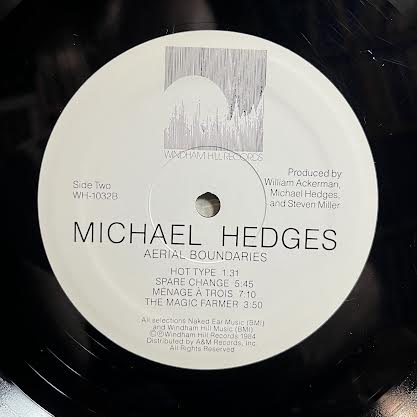 WINDHAM HILL RECORDS
Side Two
WH-1032B
Produced by
William Ackerman,
Michael Hedges,
and Steven Miller
MICHAEL HEDGES
AERIAL BOUNDARIES
HOT TYPE 1:31
SPARE CHANGE 5:45
MÉNAGE À TROIS 7:10
THE MAGIC FARMER 3:50
All selections Naked Ear Music (BMI)
and Windham Hill Music (BMI)
©℗Windham Hill Records 1984
Distributed by A&M Records, Inc.
All Rights Reserved